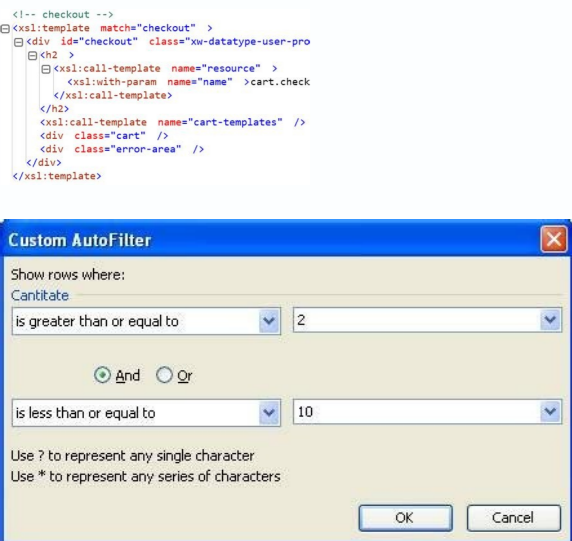 <!-- checkout -->
<xsl:template match="checkout" >
<div id="checkout" class="xw-datatype-user-pro
<h2 >
<xsl:call-template name="resource" >
<xsl:with-param name="name" >cart.check
</xsl:call-template>
</h2>
<xsl:call-template name="cart-templates" />
<div class="cart" />
<div class="error-area" />
</div>
</xsl:template>
Custom AutoFilter
Show rows where:
Cantitate
is greater than or equal to 2
And Or
is less than or equal to 10
Use ? to represent any single character
Use * to represent any series of characters
OK Cancel